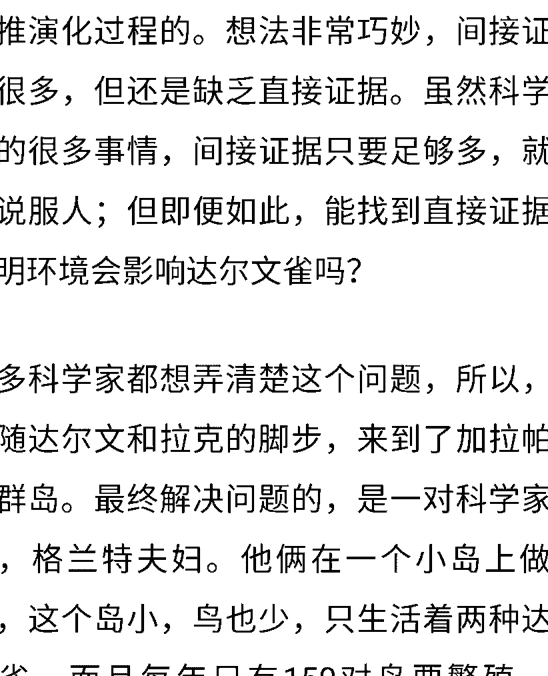 推演化过程的。想法非常巧妙，间接证
很多，但还是缺乏直接证据。虽然科学
的很多事情，间接证据只要足够多，就
说服人；但即便如此，能找到直接证据
明环境会影响达尔文雀吗？
多科学家都想弄清楚这个问题，所以，
随达尔文和拉克的脚步，来到了加拉帕
群岛。最终解决问题的，是一对科学家
，格兰特夫妇。他俩在一个小岛上做
，这个岛小，鸟也少，只生活着两种达
雀，而且每年只有159对鸟要繁殖，